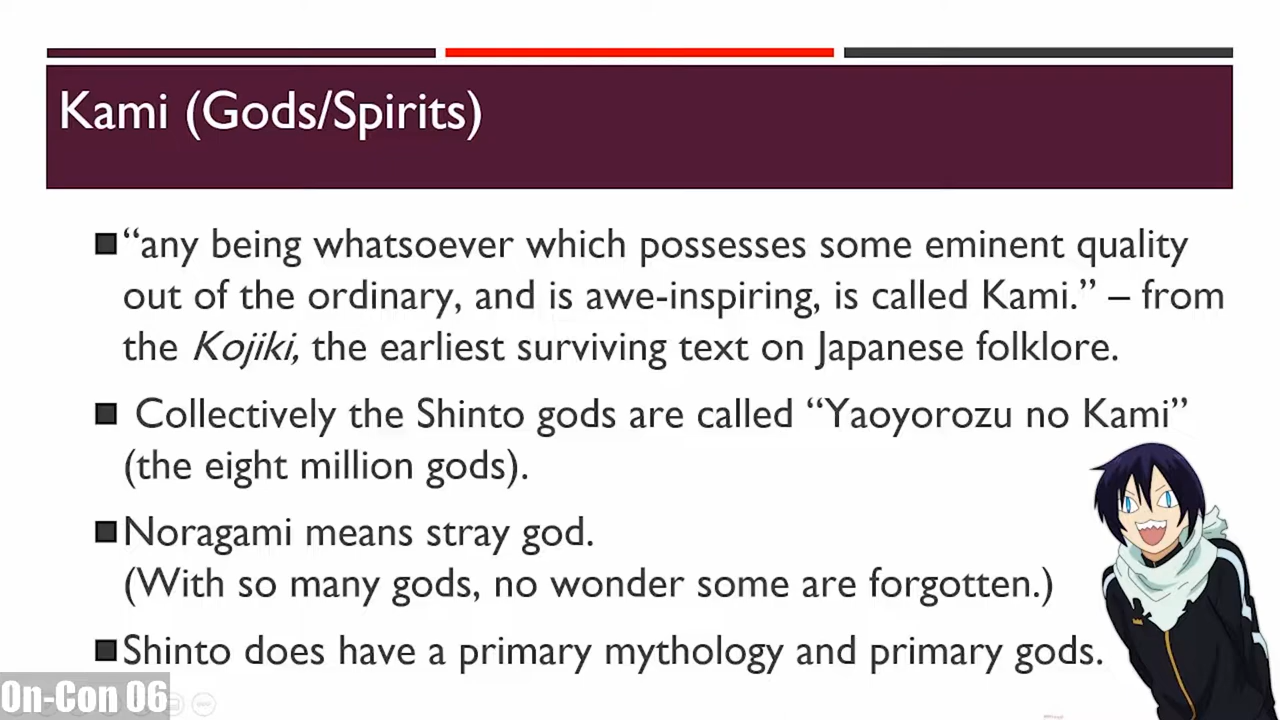 Kami (Gods/Spirits)
“any being whatsoever which possesses some eminent quality
out of the ordinary, and is awe-inspiring, is called Kami.” – from
the Kojiki, the earliest surviving text on Japanese folklore.
Collectively the Shinto gods are called “Yaoyorozu no Kami”
(the eight million gods).
Noragami means stray god.
(With so many gods, no wonder some are forgotten.)
Shinto does have a primary mythology and primary gods.
On-Con 06